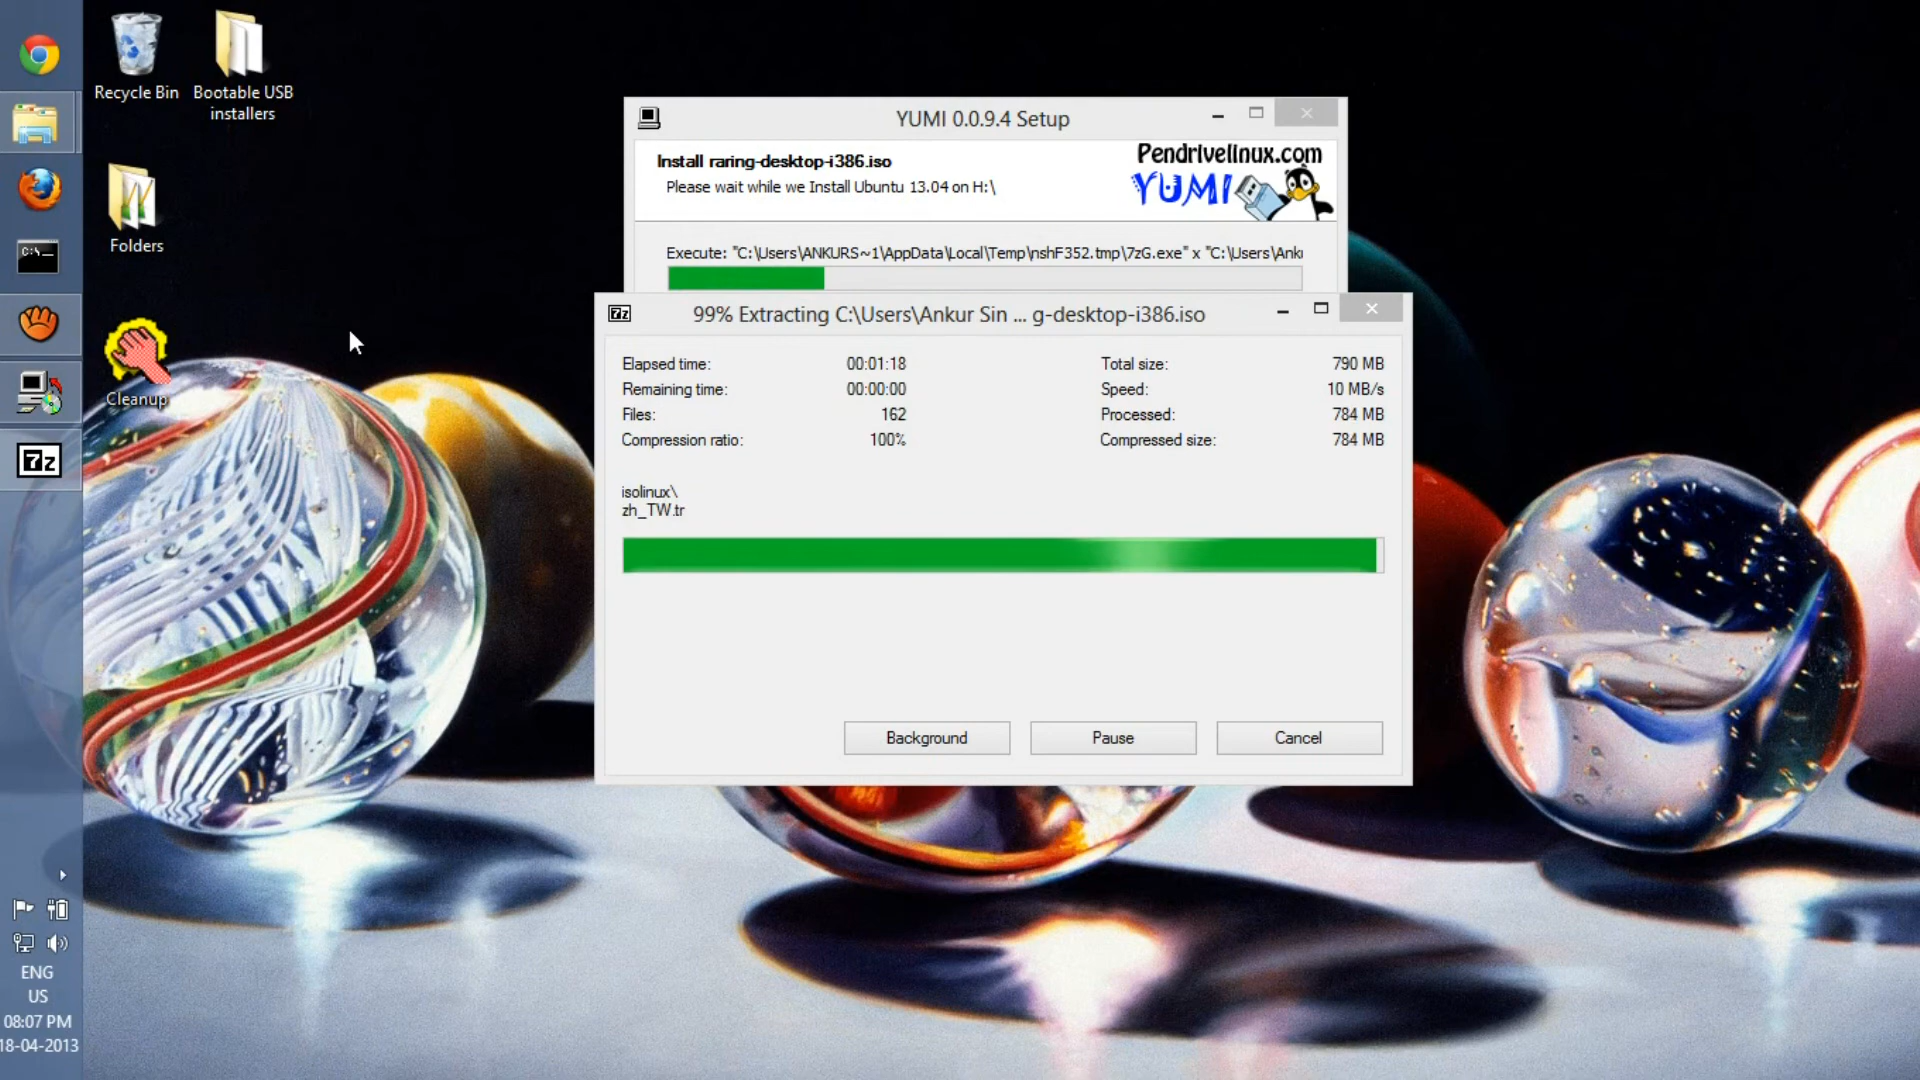 Recycle Bin
Bootable USB
installers
Folders
Cleanup
C:\
7z
YUMI 0.0.9.4 Setup
Install raring-desktop-i386.iso
Please wait while we Install Ubuntu 13.04 on H:\
Pendrivelinux.com
YUMI
Execute: "C:\Users\ANKURS~1\AppData\Local\Temp\nshF352.tmp\7zG.exe" x "C:\Users\Anku
7z
99% Extracting C:\Users\Ankur Sin ... g-desktop-i386.iso
Elapsed time: 00:01:18 Total size: 790 MB
Remaining time: 00:00:00 Speed: 10 MB/s
Files: 162 Processed: 784 MB
Compression ratio: 100% Compressed size: 784 MB
isolinux\
zh_TW.tr
Background Pause Cancel
ENG
US
08:07 PM
18-04-2013